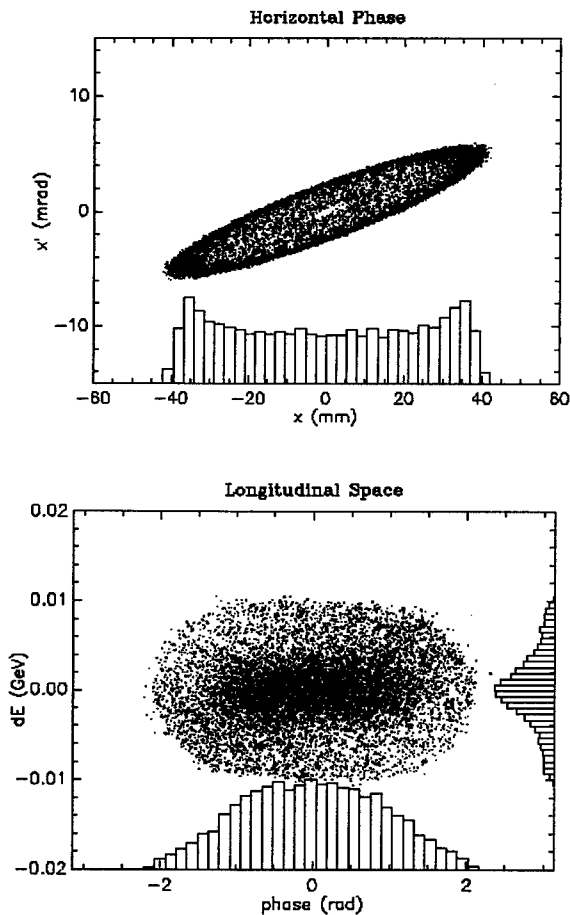 Horizontal Phase
10
0
−10
x' (mrad)
−60 −40 −20 0 20 40 60
x (mm)
Longitudinal Space
0.02
0.01
0.00
−0.01
−0.02
dE (GeV)
−2 0 2
phase (rad)